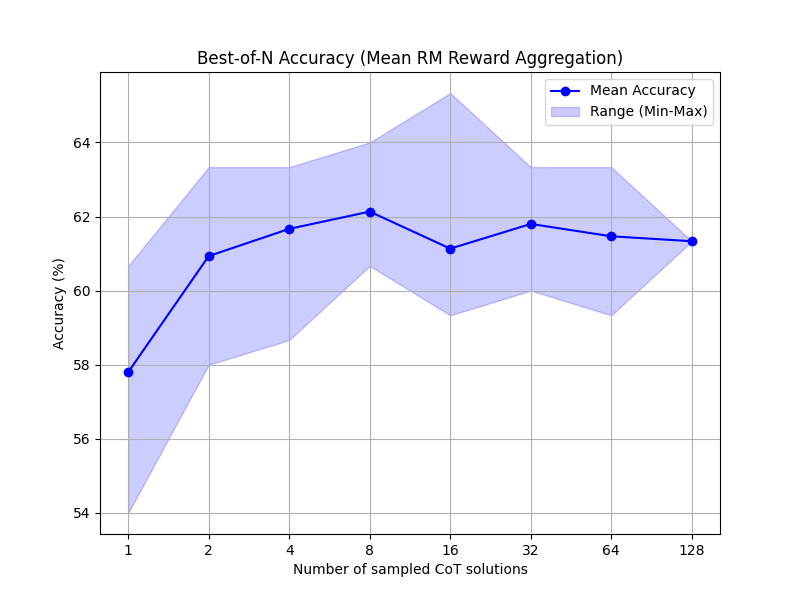 Best-of-N Accuracy (Mean RM Reward Aggregation)
Mean Accuracy
Range (Min-Max)
Accuracy (%)
64
62
60
58
56
54
1 2 4 8 16 32 64 128
Number of sampled CoT solutions